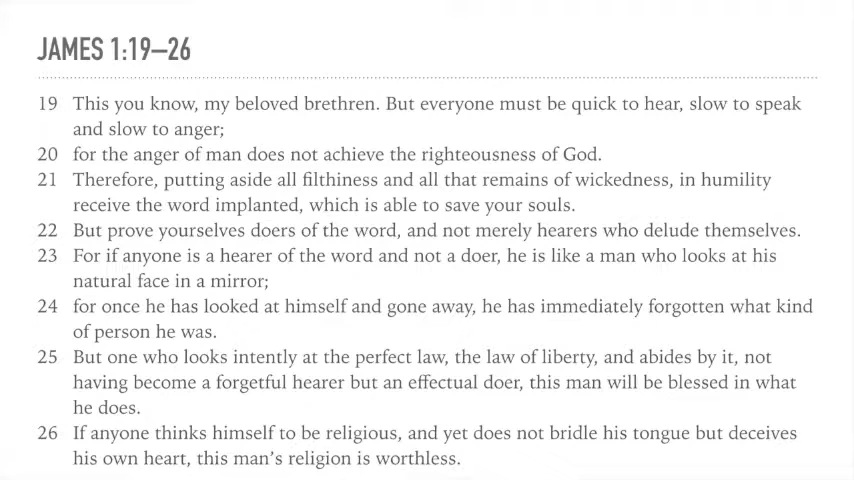 JAMES 1:19–26
19 This you know, my beloved brethren. But everyone must be quick to hear, slow to speak
and slow to anger;
20 for the anger of man does not achieve the righteousness of God.
21 Therefore, putting aside all filthiness and all that remains of wickedness, in humility
receive the word implanted, which is able to save your souls.
22 But prove yourselves doers of the word, and not merely hearers who delude themselves.
23 For if anyone is a hearer of the word and not a doer, he is like a man who looks at his
natural face in a mirror;
24 for once he has looked at himself and gone away, he has immediately forgotten what kind
of person he was.
25 But one who looks intently at the perfect law, the law of liberty, and abides by it, not
having become a forgetful hearer but an effectual doer, this man will be blessed in what
he does.
26 If anyone thinks himself to be religious, and yet does not bridle his tongue but deceives
his own heart, this man’s religion is worthless.